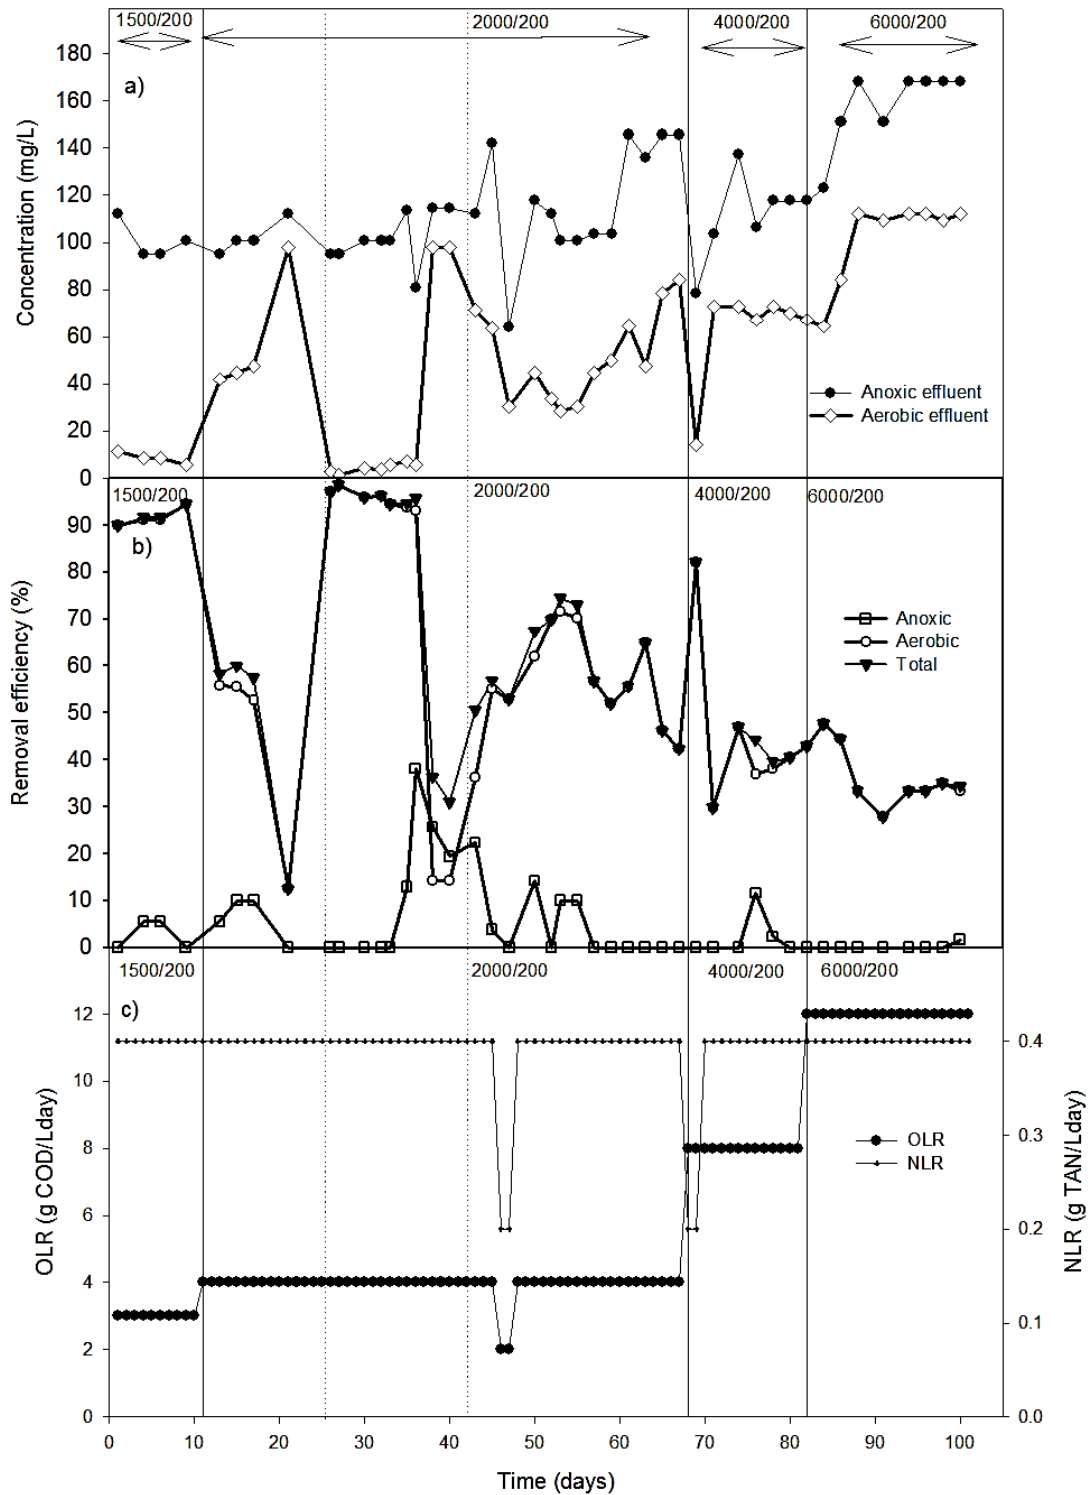 1500/200
2000/200
4000/200
6000/200
a)
180
160
140
120
100
80
60
40
20
0
Concentration (mg/L)
Anoxic effluent
Aerobic effluent
1500/200
2000/200
4000/200
6000/200
b)
90
80
70
60
50
40
30
20
10
0
Removal efficiency (%)
Anoxic
Aerobic
Total
1500/200
2000/200
4000/200
6000/200
c)
12
10
8
6
4
2
0
OLR (g COD/Lday)
OLR
NLR
0.4
0.3
0.2
0.1
0.0
NLR (g TAN/Lday)
0 10 20 30 40 50 60 70 80 90 100
Time (days)